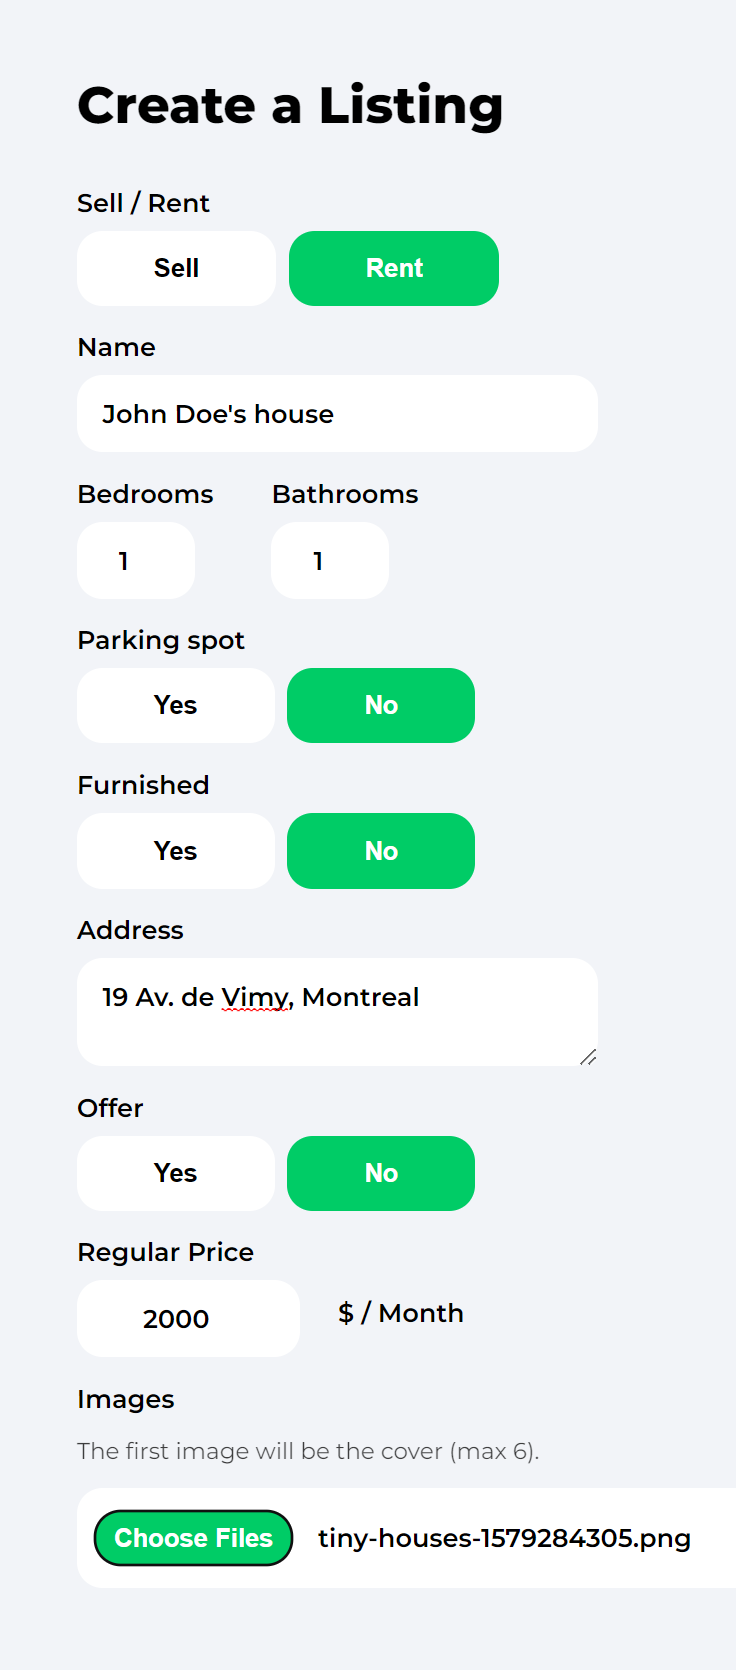 Create a Listing
Sell / Rent
Sell Rent
Name
John Doe's house
Bedrooms Bathrooms
1 1
Parking spot
Yes No
Furnished
Yes No
Address
19 Av. de Vimy, Montreal
Offer
Yes No
Regular Price
2000 $ / Month
Images
The first image will be the cover (max 6).
Choose Files tiny-houses-1579284305.png